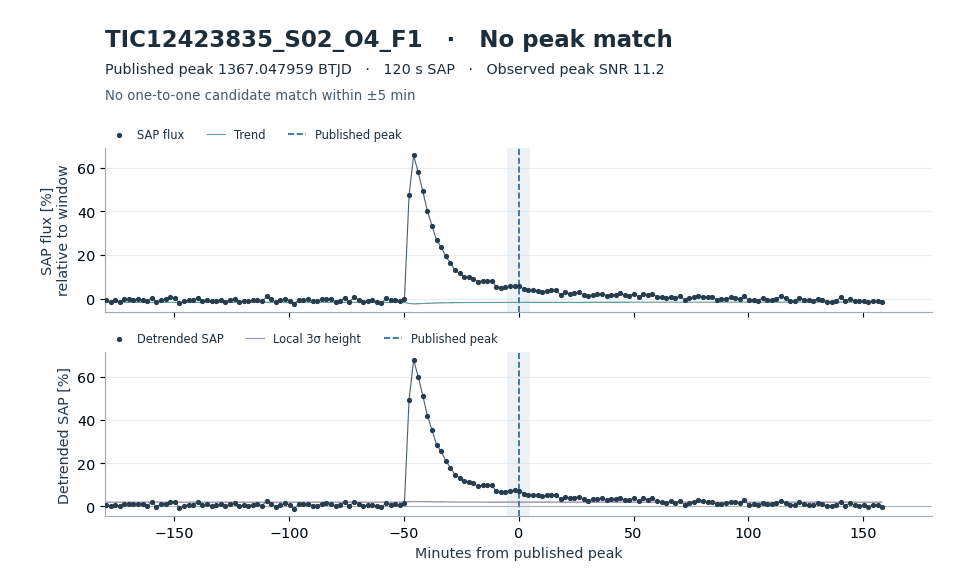 TIC12423835_S02_O4_F1 · No peak match
Published peak 1367.047959 BTJD · 120 s SAP · Observed peak SNR 11.2
No one-to-one candidate match within ±5 min
SAP flux Trend Published peak
SAP flux [%]
relative to window
60
40
20
0
Detrended SAP Local 3σ height Published peak
Detrended SAP [%]
60
40
20
0
−150 −100 −50 0 50 100 150
Minutes from published peak